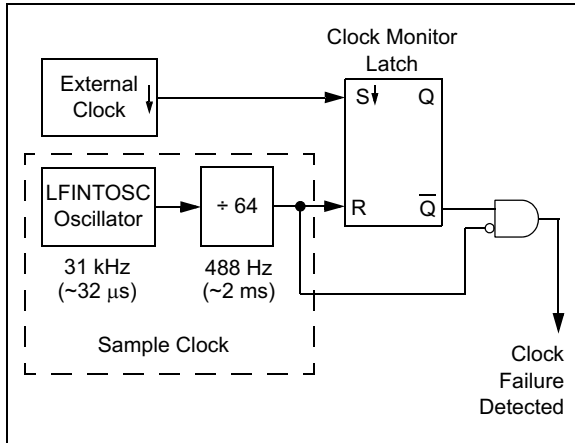 Clock Monitor
Latch
External
Clock
S
Q
LFINTOSC
Oscillator
÷ 64
R
Q̅
31 kHz
(~32 μs)
488 Hz
(~2 ms)
Sample Clock
Clock
Failure
Detected